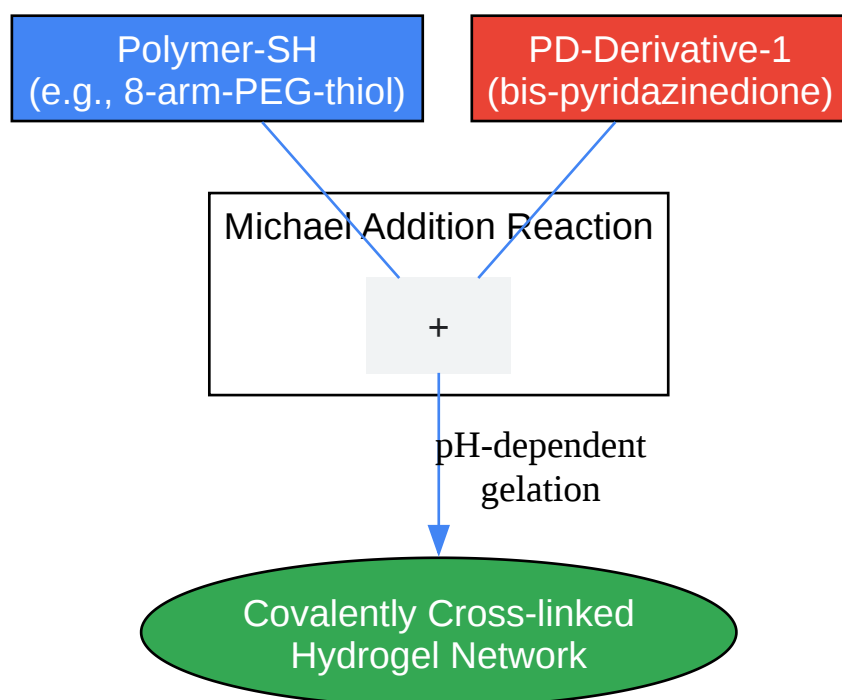 Polymer-SH
(e.g., 8-arm-PEG-thiol)
PD-Derivative-1
(bis-pyridazinedione)
Michael Addition Reaction
+
pH-dependent
gelation
Covalently Cross-linked
Hydrogel Network